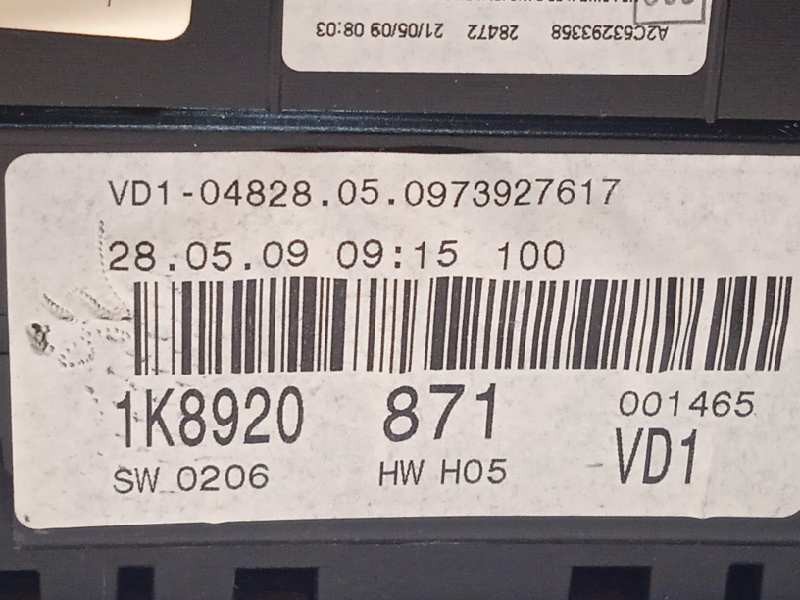 A2C53293358 28472 21/05/09 08:03
VD1-04828.05.0973927617
28.05.09 09:15 100
1K8920 871 001465
SW 0206 HW H05 VD1